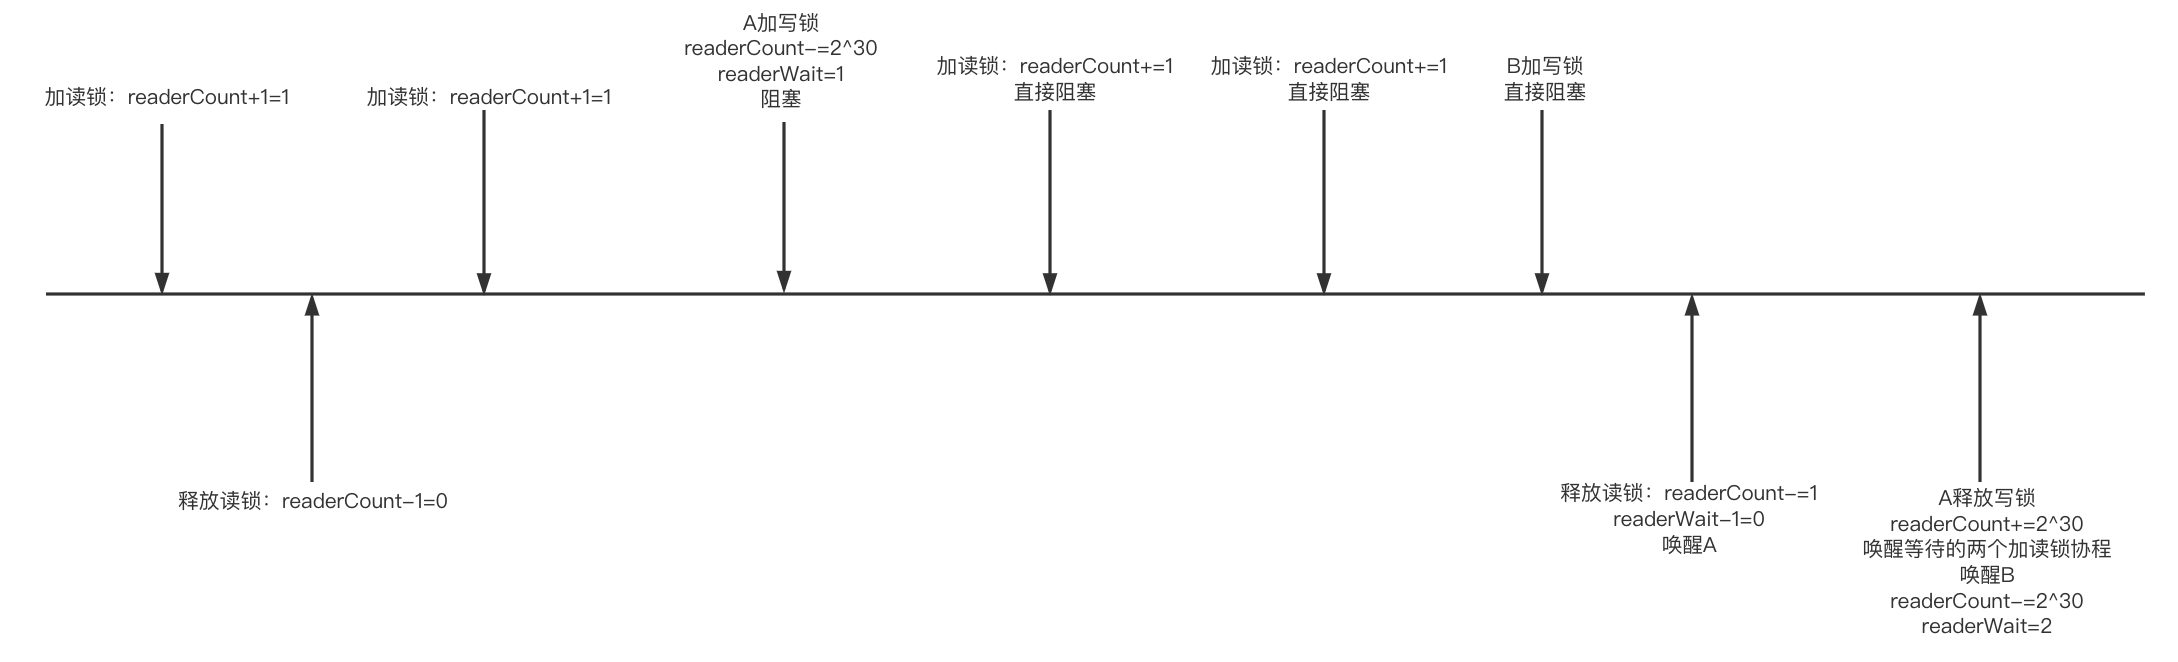 加读锁：readerCount+1=1
加读锁：readerCount+1=1
A加写锁
readerCount-=2^30
readerWait=1
阻塞
加读锁：readerCount+=1
直接阻塞
加读锁：readerCount+=1
直接阻塞
B加写锁
直接阻塞
释放读锁：readerCount-1=0
释放读锁：readerCount-=1
readerWait-1=0
唤醒A
A释放写锁
readerCount+=2^30
唤醒等待的两个加读锁协程
唤醒B
readerCount-=2^30
readerWait=2